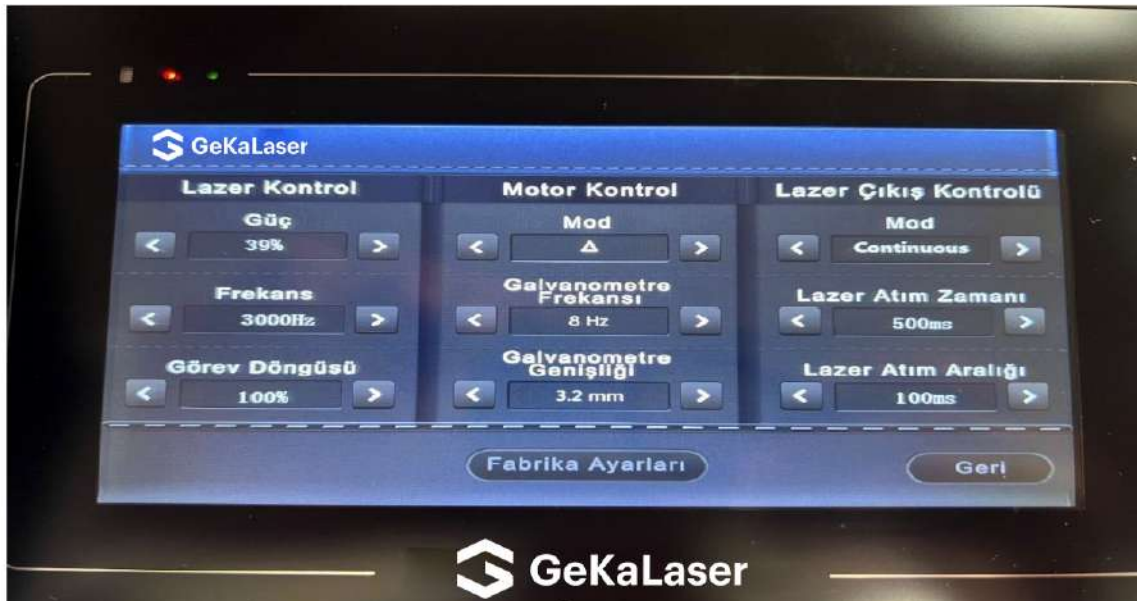 GeKaLaser
Lazer Kontrol
Güç
< 39% >
Frekans
< 3000Hz >
Görev Döngüsü
< 100% >
Motor Kontrol
Mod
< Δ >
Galvanometre
Frekansı
< 8 Hz >
Galvanometre
Genişliği
< 3.2 mm >
Lazer Çıkış Kontrolü
Mod
< Continuous >
Lazer Atım Zamanı
< 500ms >
Lazer Atım Aralığı
< 100ms >
Fabrika Ayarları
Geri
GeKaLaser